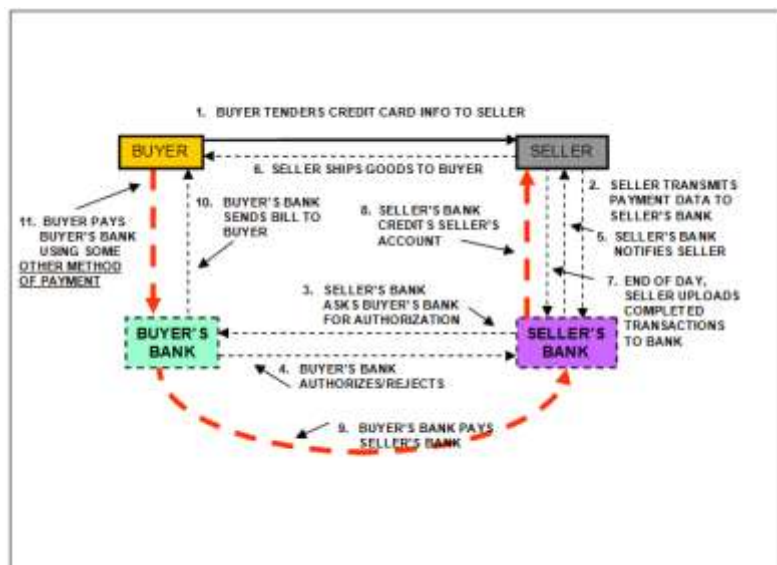 1. BUYER TENDERS CREDIT CARD INFO TO SELLER
BUYER
SELLER
6. SELLER SHIPS GOODS TO BUYER
2. SELLER TRANSMITS
PAYMENT DATA TO
SELLER'S BANK
10. BUYER'S BANK
SENDS BILL TO
BUYER
8. SELLER'S BANK
CREDIT'S SELLER'S
ACCOUNT
11. BUYER PAYS
BUYER'S BANK
USING SOME
OTHER METHOD
OF PAYMENT
5. SELLER'S BANK
NOTIFIES SELLER
7. END OF DAY,
SELLER UPLOADS
COMPLETED
TRANSACTIONS
TO BANK
3. SELLER'S BANK
ASKS BUYER'S BANK
FOR AUTHORIZATION
BUYER'S
BANK
SELLER'S
BANK
4. BUYER'S BANK
AUTHORIZES/REJECTS
9. BUYER'S BANK PAYS
SELLER'S BANK